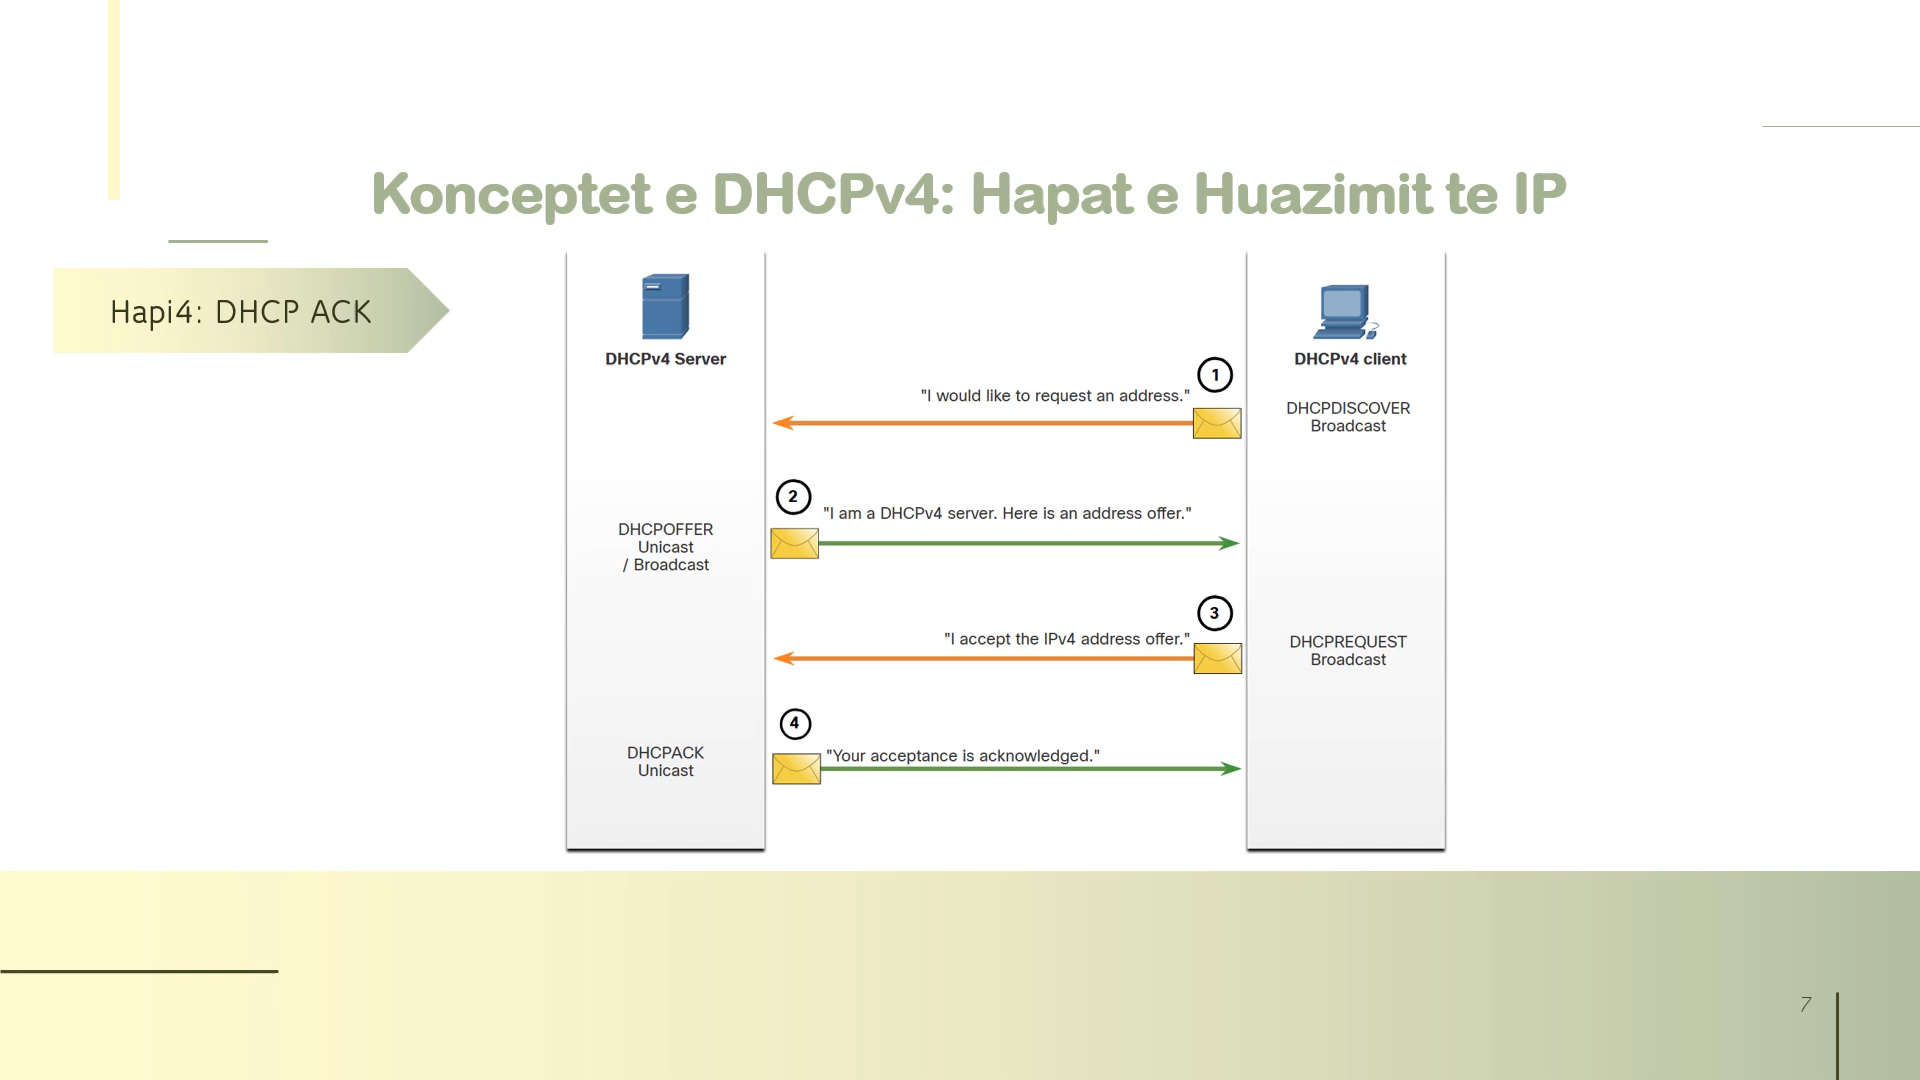 Konceptet e DHCPv4: Hapat e Huazimit te IP
Hapi4: DHCP ACK
DHCPv4 Server
DHCPv4 client
1
"I would like to request an address."
DHCPDISCOVER
Broadcast
2
"I am a DHCPv4 server. Here is an address offer."
DHCPOFFER
Unicast
/ Broadcast
3
"I accept the IPv4 address offer."
DHCPREQUEST
Broadcast
4
"Your acceptance is acknowledged."
DHCPACK
Unicast
7